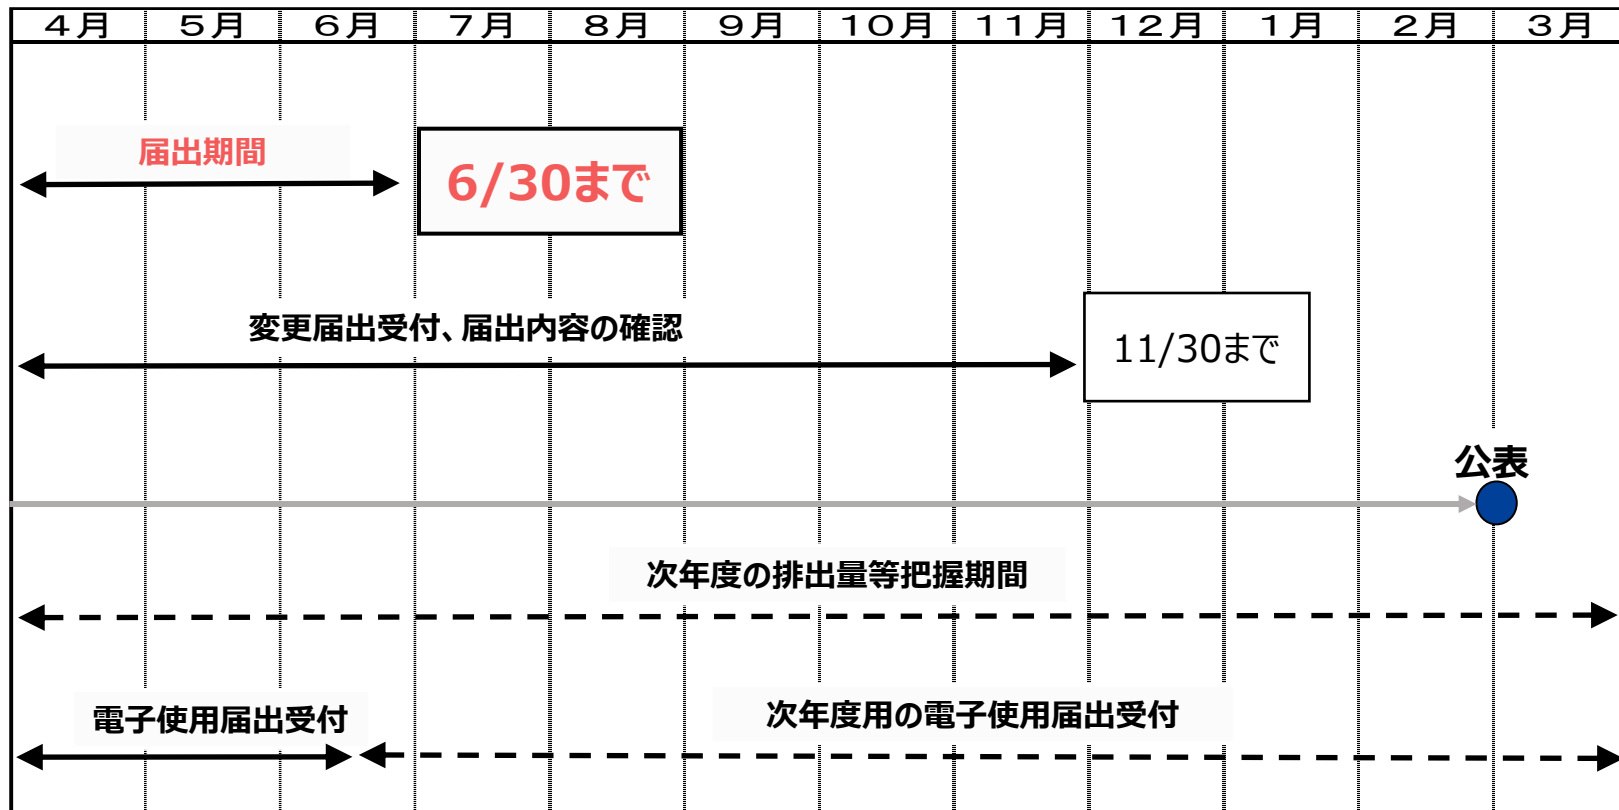 ４月 ５月 ６月 ７月 ８月 ９月 １０月 １１月 １２月 １月 ２月 ３月
届出期間
6/30まで
変更届出受付、届出内容の確認
11/30まで
公表
次年度の排出量等把握期間
電子使用届出受付
次年度用の電子使用届出受付